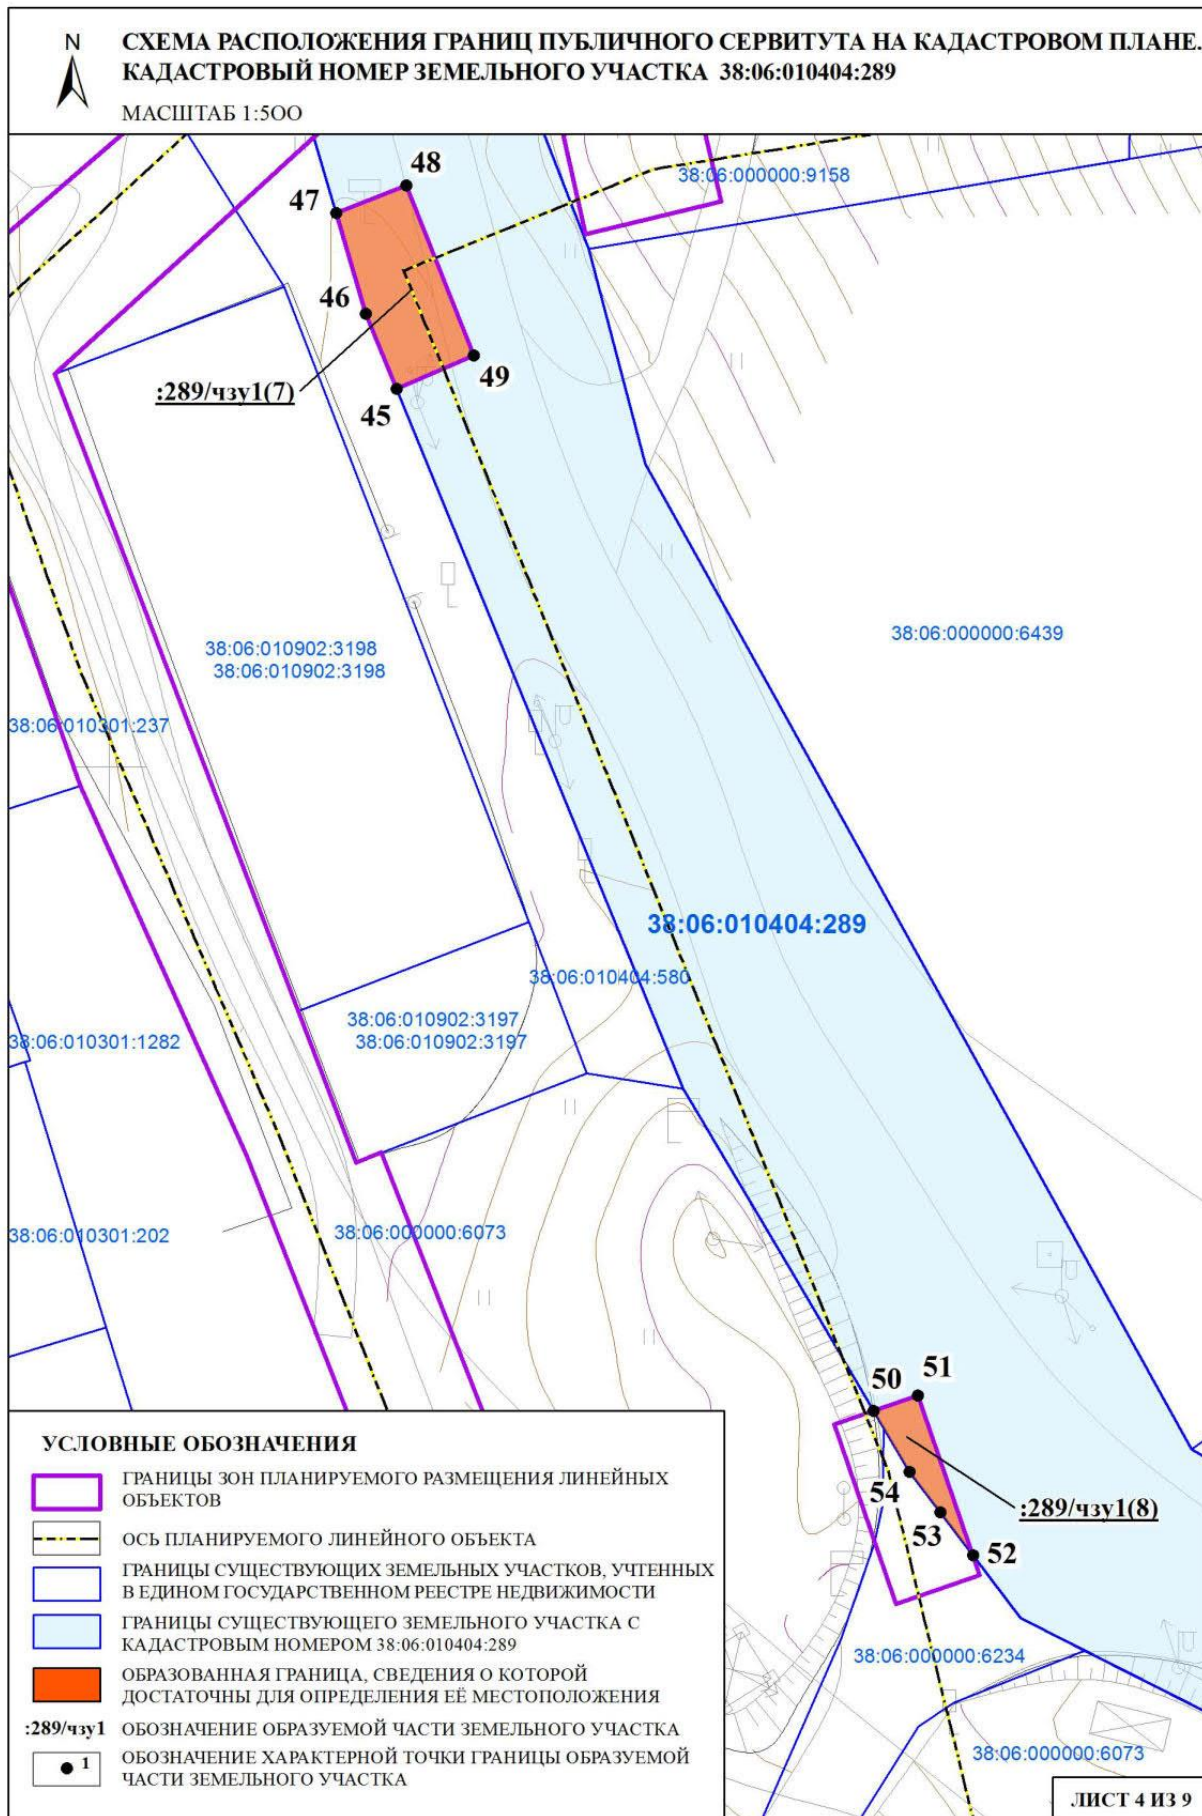 N
СХЕМА РАСПОЛОЖЕНИЯ ГРАНИЦ ПУБЛИЧНОГО СЕРВИТУТА НА КАДАСТРОВОМ ПЛАНЕ.
КАДАСТРОВЫЙ НОМЕР ЗЕМЕЛЬНОГО УЧАСТКА 38:06:010404:289
МАСШТАБ 1:5ОО
48
38:06:000000:9158
47
46
49
:289/чзу1(7)
45
38:06:000000:6439
38:06:010902:3198
38:06:010902:3198
38:06:010301:237
38:06:010404:289
38:06:010404:580
38:06:010902:3197
38:06:010902:3197
38:06:010301:1282
38:06:010301:202
38:06:000000:6073
50
51
54
53
:289/чзу1(8)
52
38:06:000000:6234
38:06:000000:6073
УСЛОВНЫЕ ОБОЗНАЧЕНИЯ
ГРАНИЦЫ ЗОН ПЛАНИРУЕМОГО РАЗМЕЩЕНИЯ ЛИНЕЙНЫХ
ОБЪЕКТОВ
ОСЬ ПЛАНИРУЕМОГО ЛИНЕЙНОГО ОБЪЕКТА
ГРАНИЦЫ СУЩЕСТВУЮЩИХ ЗЕМЕЛЬНЫХ УЧАСТКОВ, УЧТЕННЫХ
В ЕДИНОМ ГОСУДАРСТВЕННОМ РЕЕСТРЕ НЕДВИЖИМОСТИ
ГРАНИЦЫ СУЩЕСТВУЮЩЕГО ЗЕМЕЛЬНОГО УЧАСТКА С
КАДАСТРОВЫМ НОМЕРОМ 38:06:010404:289
ОБРАЗОВАННАЯ ГРАНИЦА, СВЕДЕНИЯ О КОТОРОЙ
ДОСТАТОЧНЫ ДЛЯ ОПРЕДЕЛЕНИЯ ЕЁ МЕСТОПОЛОЖЕНИЯ
:289/чзу1 ОБОЗНАЧЕНИЕ ОБРАЗУЕМОЙ ЧАСТИ ЗЕМЕЛЬНОГО УЧАСТКА
1 ОБОЗНАЧЕНИЕ ХАРАКТЕРНОЙ ТОЧКИ ГРАНИЦЫ ОБРАЗУЕМОЙ
ЧАСТИ ЗЕМЕЛЬНОГО УЧАСТКА
ЛИСТ 4 ИЗ 9